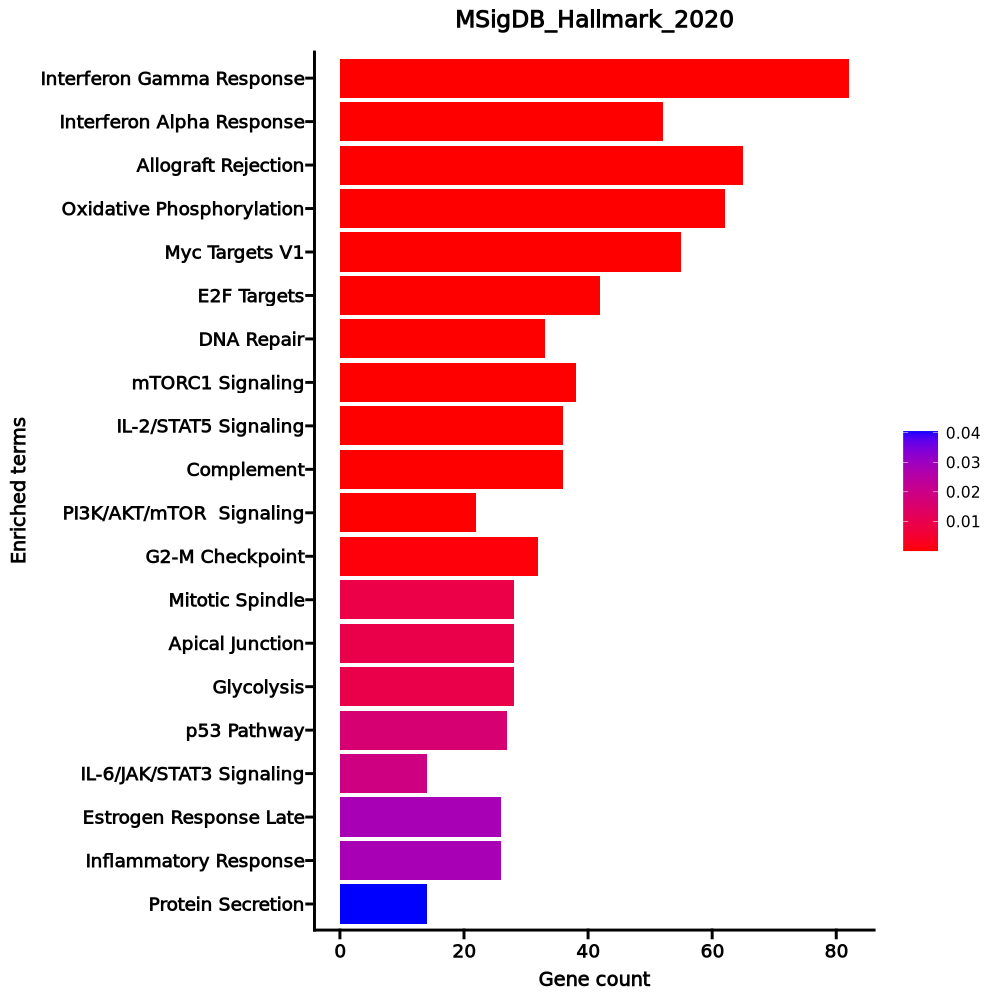 MSigDB_Hallmark_2020
Interferon Gamma Response
Interferon Alpha Response
Allograft Rejection
Oxidative Phosphorylation
Myc Targets V1
E2F Targets
DNA Repair
mTORC1 Signaling
IL-2/STAT5 Signaling
Complement
PI3K/AKT/mTOR  Signaling
G2-M Checkpoint
Mitotic Spindle
Apical Junction
Glycolysis
p53 Pathway
IL-6/JAK/STAT3 Signaling
Estrogen Response Late
Inflammatory Response
Protein Secretion
Enriched terms
0 20 40 60 80
Gene count
0.04
0.03
0.02
0.01